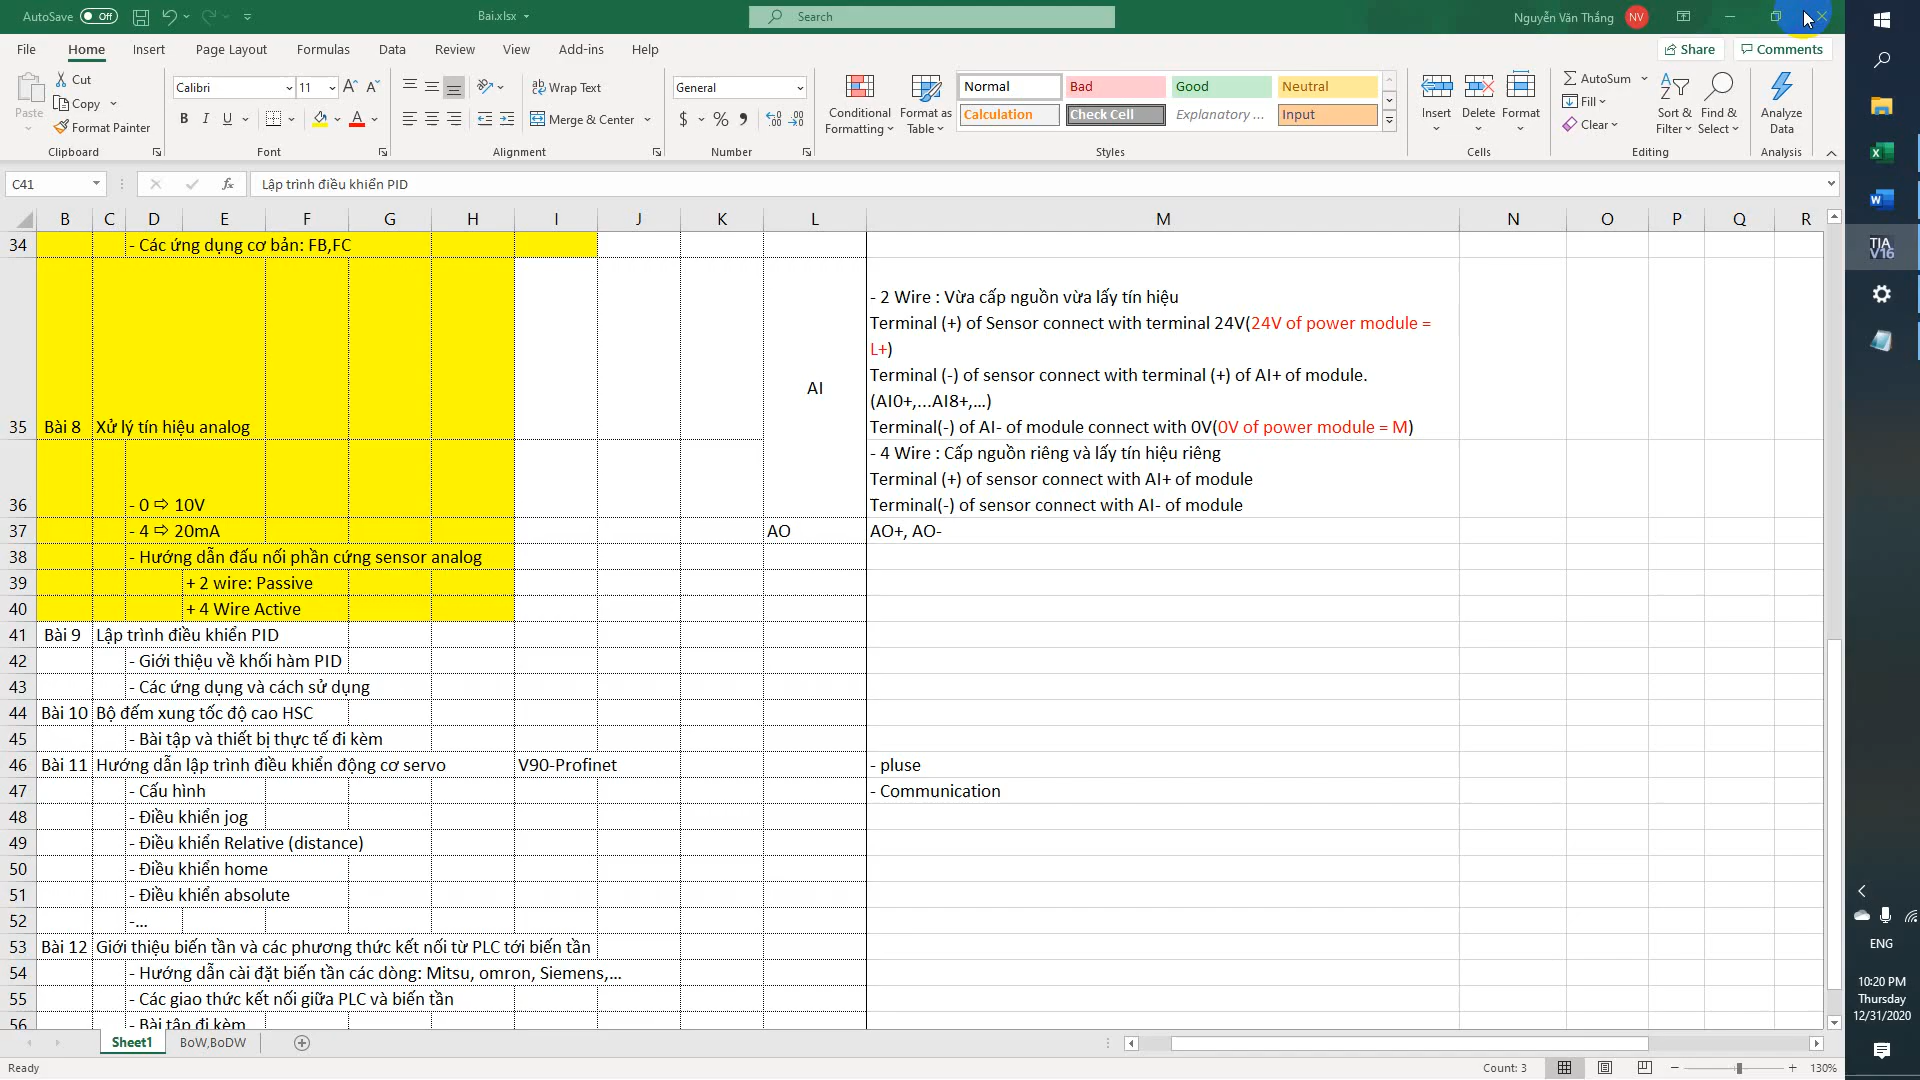 AutoSave Off Bai.xlsx Search Nguyễn Văn Thắng NV
File Home Insert Page Layout Formulas Data Review View Add-ins Help Share Comments
Paste Cut Copy Format Painter Clipboard
Calibri 11 B I U A Font
Wrap Text Merge & Center Alignment
General $ % Number
Conditional Formatting Format as Table
Normal Bad Good Neutral
Calculation Check Cell Explanatory ... Input
Styles
Insert Delete Format Cells
AutoSum Fill Clear Sort & Filter Find & Select Editing
Analyze Data Analysis
C41 fx Lập trình điều khiển PID
B C D E F G H I J K L M N O P Q R
34 - Các ứng dụng cơ bản: FB,FC
- 2 Wire : Vừa cấp nguồn vừa lấy tín hiệu
Terminal (+) of Sensor connect with terminal 24V(24V of power module =
L+)
Terminal (-) of sensor connect with terminal (+) of AI+ of module.
AI
(AI0+,...AI8+,...)
35 Bài 8 Xử lý tín hiệu analog Terminal(-) of AI- of module connect with 0V(0V of power module = M)
- 4 Wire : Cấp nguồn riêng và lấy tín hiệu riêng
Terminal (+) of sensor connect with AI+ of module
36 - 0 ⇨ 10V Terminal(-) of sensor connect with AI- of module
37 - 4 ⇨ 20mA AO AO+, AO-
38 - Hướng dẫn đấu nối phần cứng sensor analog
39 + 2 wire: Passive
40 + 4 Wire Active
41 Bài 9 Lập trình điều khiển PID
42 - Giới thiệu về khối hàm PID
43 - Các ứng dụng và cách sử dụng
44 Bài 10 Bộ đếm xung tốc độ cao HSC
45 - Bài tập và thiết bị thực tế đi kèm
46 Bài 11 Hướng dẫn lập trình điều khiển động cơ servo V90-Profinet - pluse
47 - Cấu hình - Communication
48 - Điều khiển jog
49 - Điều khiển Relative (distance)
50 - Điều khiển home
51 - Điều khiển absolute
52 -...
53 Bài 12 Giới thiệu biến tần và các phương thức kết nối từ PLC tới biến tần
54 - Hướng dẫn cài đặt biến tần các dòng: Mitsu, omron, Siemens,...
55 - Các giao thức kết nối giữa PLC và biến tần
56 - Bài tập đi kèm
Sheet1 BoW,BoDW
Ready Count: 3 130%
TIA V16
ENG
10:20 PM
Thursday
12/31/2020